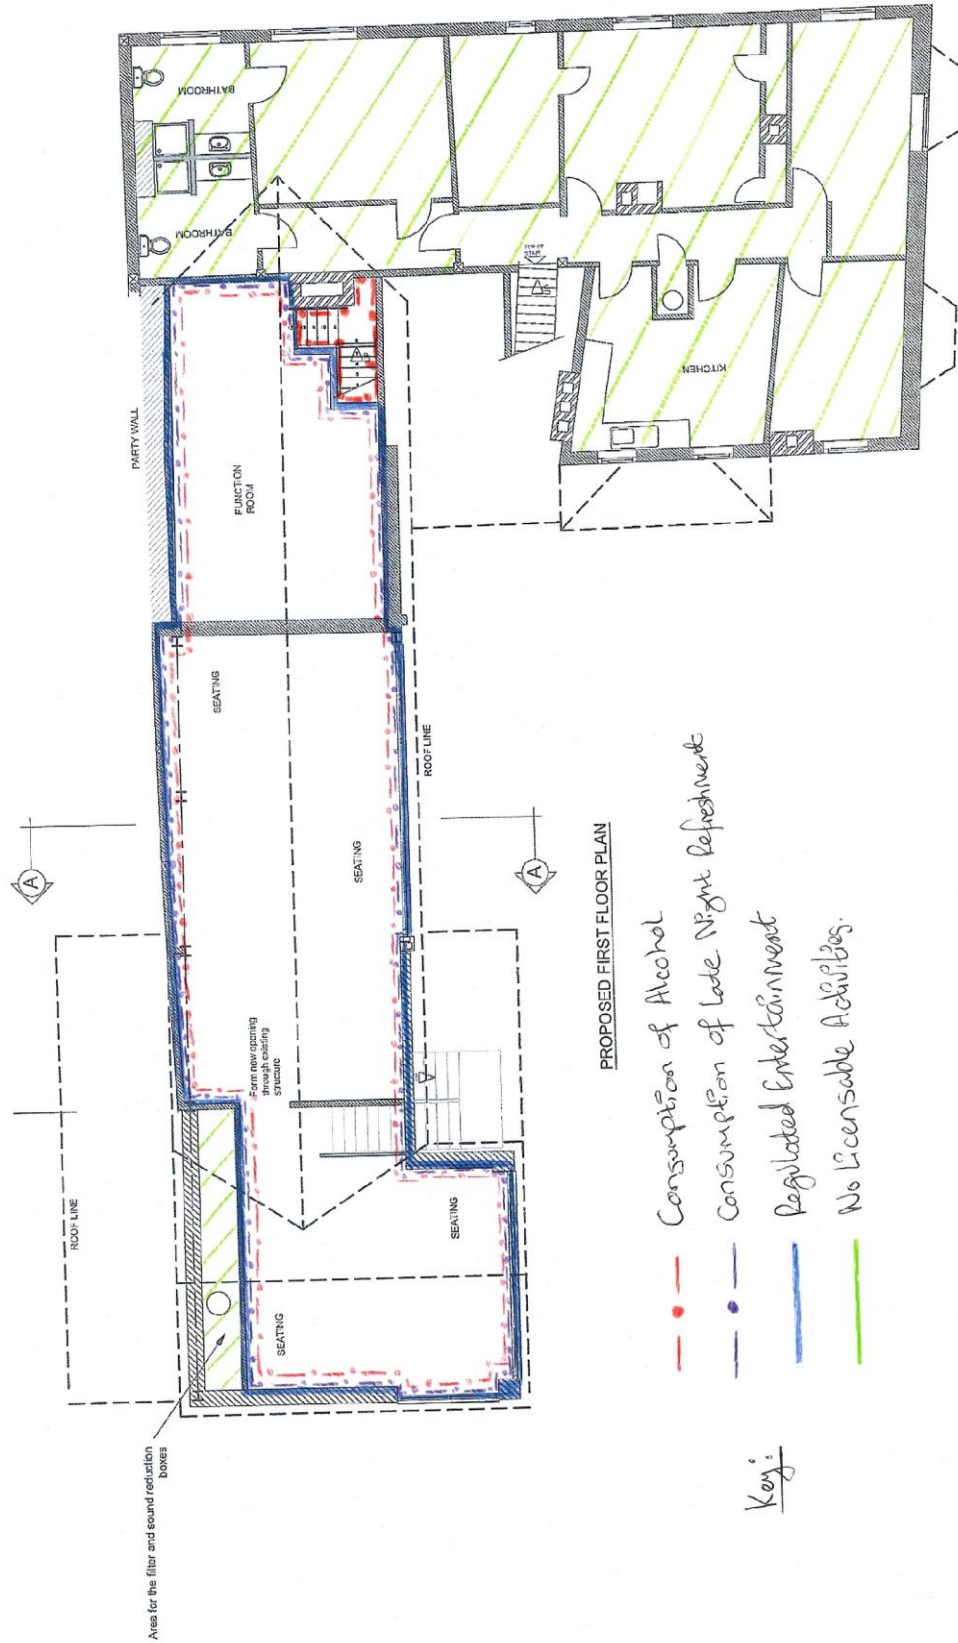 BATHROOM
BATHROOM
PARTY WALL
FUNCTION
ROOM
KITCHEN
SEATING
ROOF LINE
SEATING
A
A
Form new opening
through existing
structure
ROOF LINE
SEATING
SEATING
Area for the filter and sound reduction
boxes
PROPOSED FIRST FLOOR PLAN
Key:
Consumption of Alcohol
Consumption of Late Night Refreshment
Regulated Entertainment
No Licensable Activities.